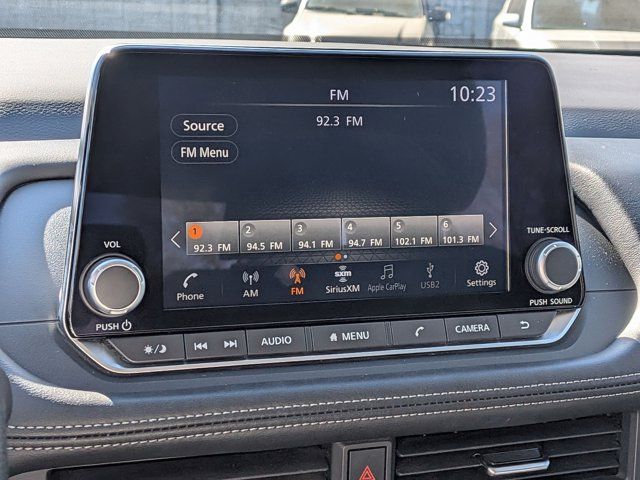 FM
10:23
Source
92.3 FM
FM Menu
1 2 3 4 5 6
92.3 FM 94.5 FM 94.1 FM 94.7 FM 102.1 FM 101.3 FM
Phone AM FM sxm SiriusXM Apple CarPlay USB2 Settings
VOL
PUSH
TUNE·SCROLL
PUSH SOUND
AUDIO MENU CAMERA